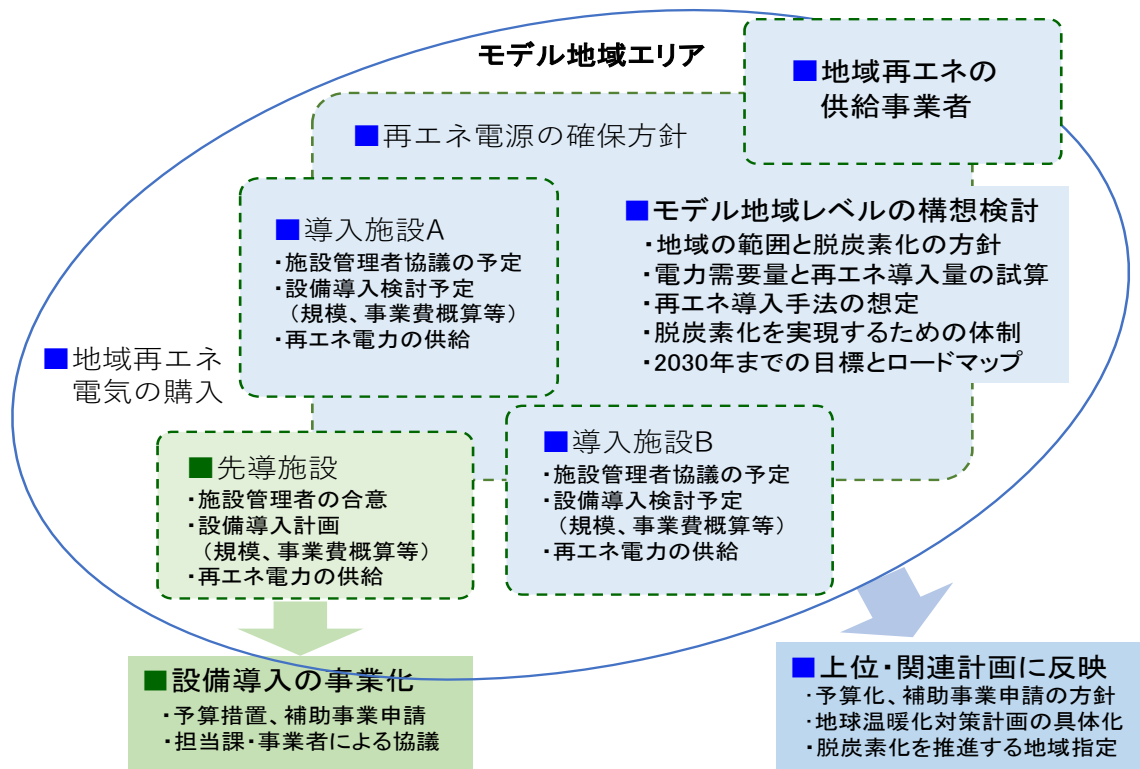 モデル地域エリア
■地域再エネの
供給事業者
■再エネ電源の確保方針
■導入施設A
・施設管理者協議の予定
・設備導入検討予定
（規模、事業費概算等）
・再エネ電力の供給
■モデル地域レベルの構想検討
・地域の範囲と脱炭素化の方針
・電力需要量と再エネ導入量の試算
・再エネ導入手法の想定
・脱炭素化を実現するための体制
・2030年までの目標とロードマップ
■地域再エネ
電気の購入
■先導施設
・施設管理者の合意
・設備導入計画
（規模、事業費概算等）
・再エネ電力の供給
■導入施設B
・施設管理者協議の予定
・設備導入検討予定
（規模、事業費概算等）
・再エネ電力の供給
■設備導入の事業化
・予算措置、補助事業申請
・担当課・事業者による協議
■上位・関連計画に反映
・予算化、補助事業申請の方針
・地球温暖化対策計画の具体化
・脱炭素化を推進する地域指定